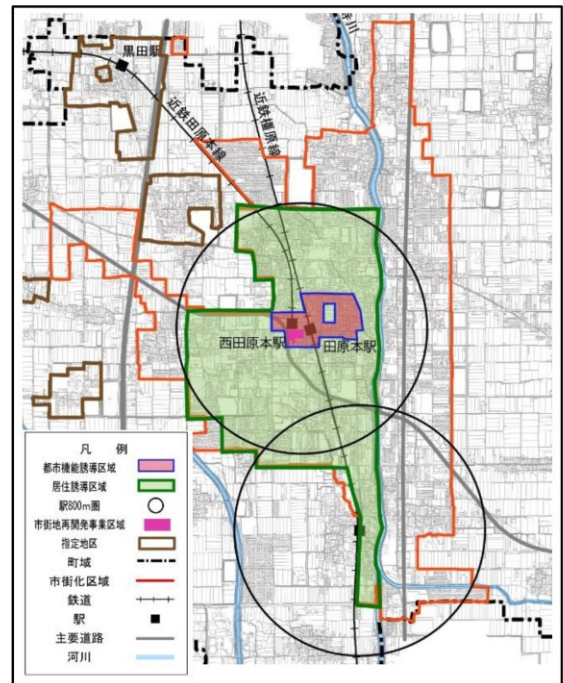 黒田駅
近鉄田原本線
近鉄橿原線
西田原本駅
田原本駅
凡 例
都市機能誘導区域
居住誘導区域
駅800m圏
市街地再開発事業区域
指定地区
町域
市街化区域
鉄道
駅
主要道路
河川